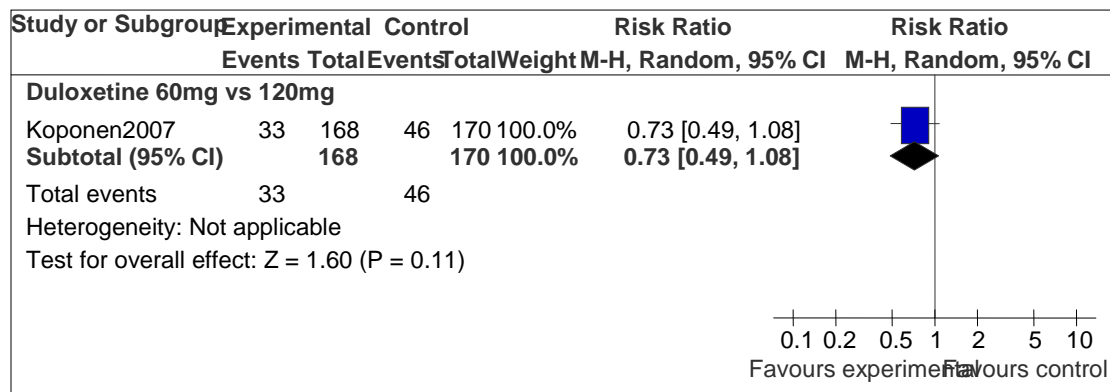 Study or Subgroup Experimental Control Risk Ratio Risk Ratio
Events Total Events Total Weight M-H, Random, 95% CI M-H, Random, 95% CI
Duloxetine 60mg vs 120mg
Koponen2007 33 168 46 170 100.0% 0.73 [0.49, 1.08]
Subtotal (95% CI) 168 170 100.0% 0.73 [0.49, 1.08]
Total events 33 46
Heterogeneity: Not applicable
Test for overall effect: Z = 1.60 (P = 0.11)
0.1 0.2 0.5 1 2 5 10
Favours experimental Favours control